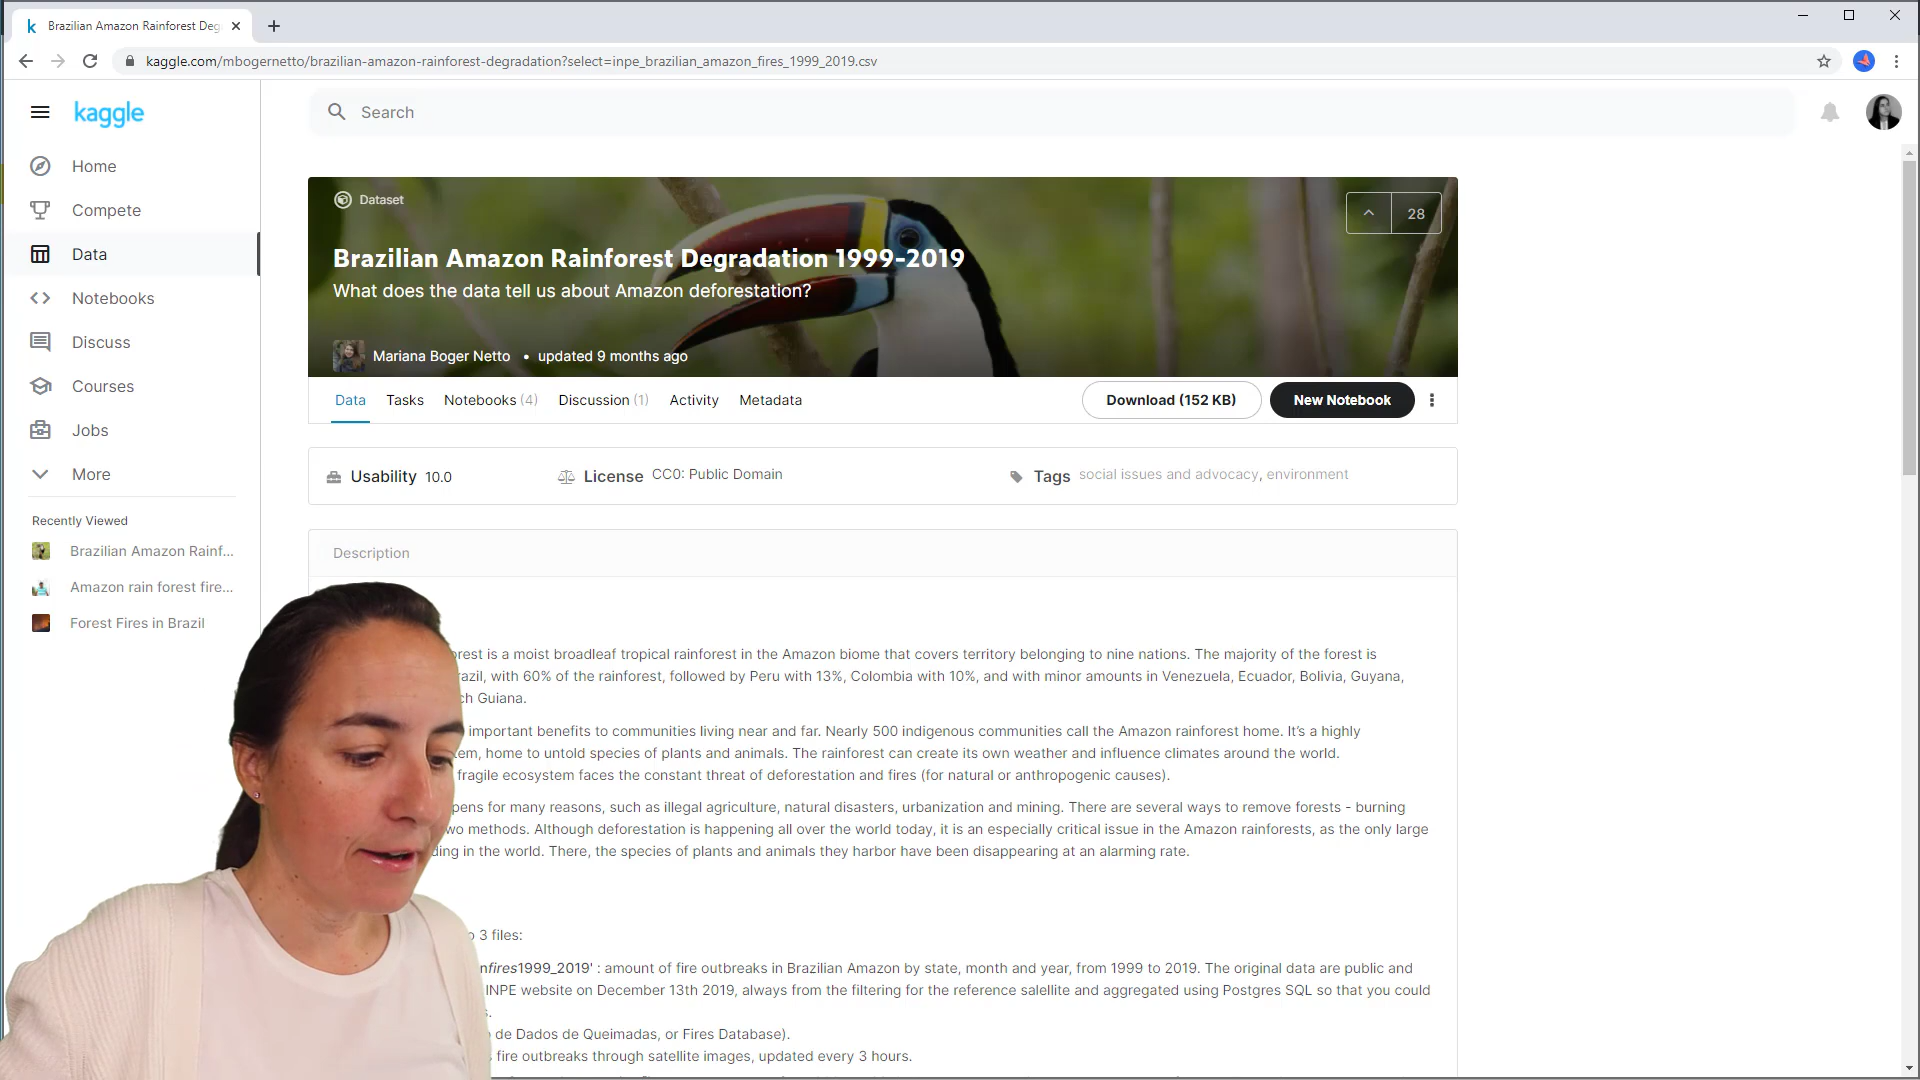 Brazilian Amazon Rainforest Deg
kaggle.com/mbogernetto/brazilian-amazon-rainforest-degradation?select=inpe_brazilian_amazon_fires_1999_2019.csv
kaggle
Search
Home
Compete
Data
Notebooks
Discuss
Courses
Jobs
More
Recently Viewed
Brazilian Amazon Rainf...
Amazon rain forest fire...
Forest Fires in Brazil
Dataset
28
Brazilian Amazon Rainforest Degradation 1999-2019
What does the data tell us about Amazon deforestation?
Mariana Boger Netto • updated 9 months ago
Data Tasks Notebooks (4) Discussion (1) Activity Metadata Download (152 KB) New Notebook
Usability 10.0 License CC0: Public Domain Tags social issues and advocacy, environment
Description
is a moist broadleaf tropical rainforest in the Amazon biome that covers territory belonging to nine nations. The majority of the forest is
with 60% of the rainforest, followed by Peru with 13%, Colombia with 10%, and with minor amounts in Venezuela, Ecuador, Bolivia, Guyana,
Guiana.
important benefits to communities living near and far. Nearly 500 indigenous communities call the Amazon rainforest home. It's a highly
home to untold species of plants and animals. The rainforest can create its own weather and influence climates around the world.
fragile ecosystem faces the constant threat of deforestation and fires (for natural or anthropogenic causes).
for many reasons, such as illegal agriculture, natural disasters, urbanization and mining. There are several ways to remove forests - burning
methods. Although deforestation is happening all over the world today, it is an especially critical issue in the Amazon rainforests, as the only large
in the world. There, the species of plants and animals they harbor have been disappearing at an alarming rate.
3 files:
fires1999_2019' : amount of fire outbreaks in Brazilian Amazon by state, month and year, from 1999 to 2019. The original data are public and
INPE website on December 13th 2019, always from the filtering for the reference salellite and aggregated using Postgres SQL so that you could
de Dados de Queimadas, or Fires Database).
fire outbreaks through satellite images, updated every 3 hours.